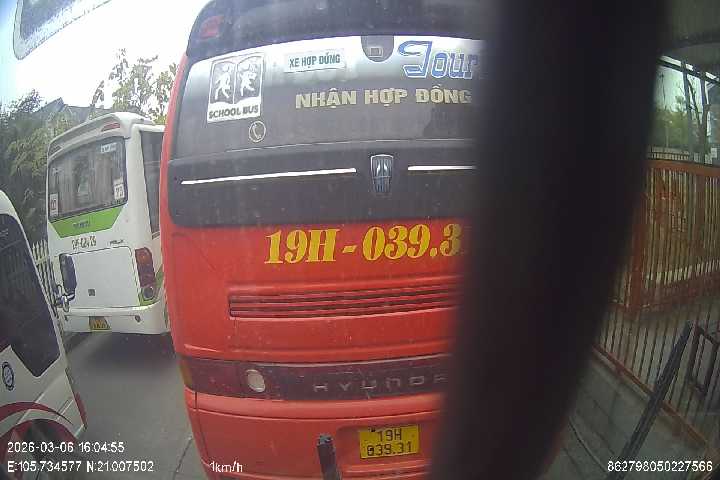 XE HỢP ĐỒNG
Tour
SCHOOL BUS
NHẬN HỢP ĐỒNG
19H-039.31
HYUNDAI
19H
039.31
2026-03-06 16:04:55
E:105.734577 N:21.007502
1km/h
862798050227566